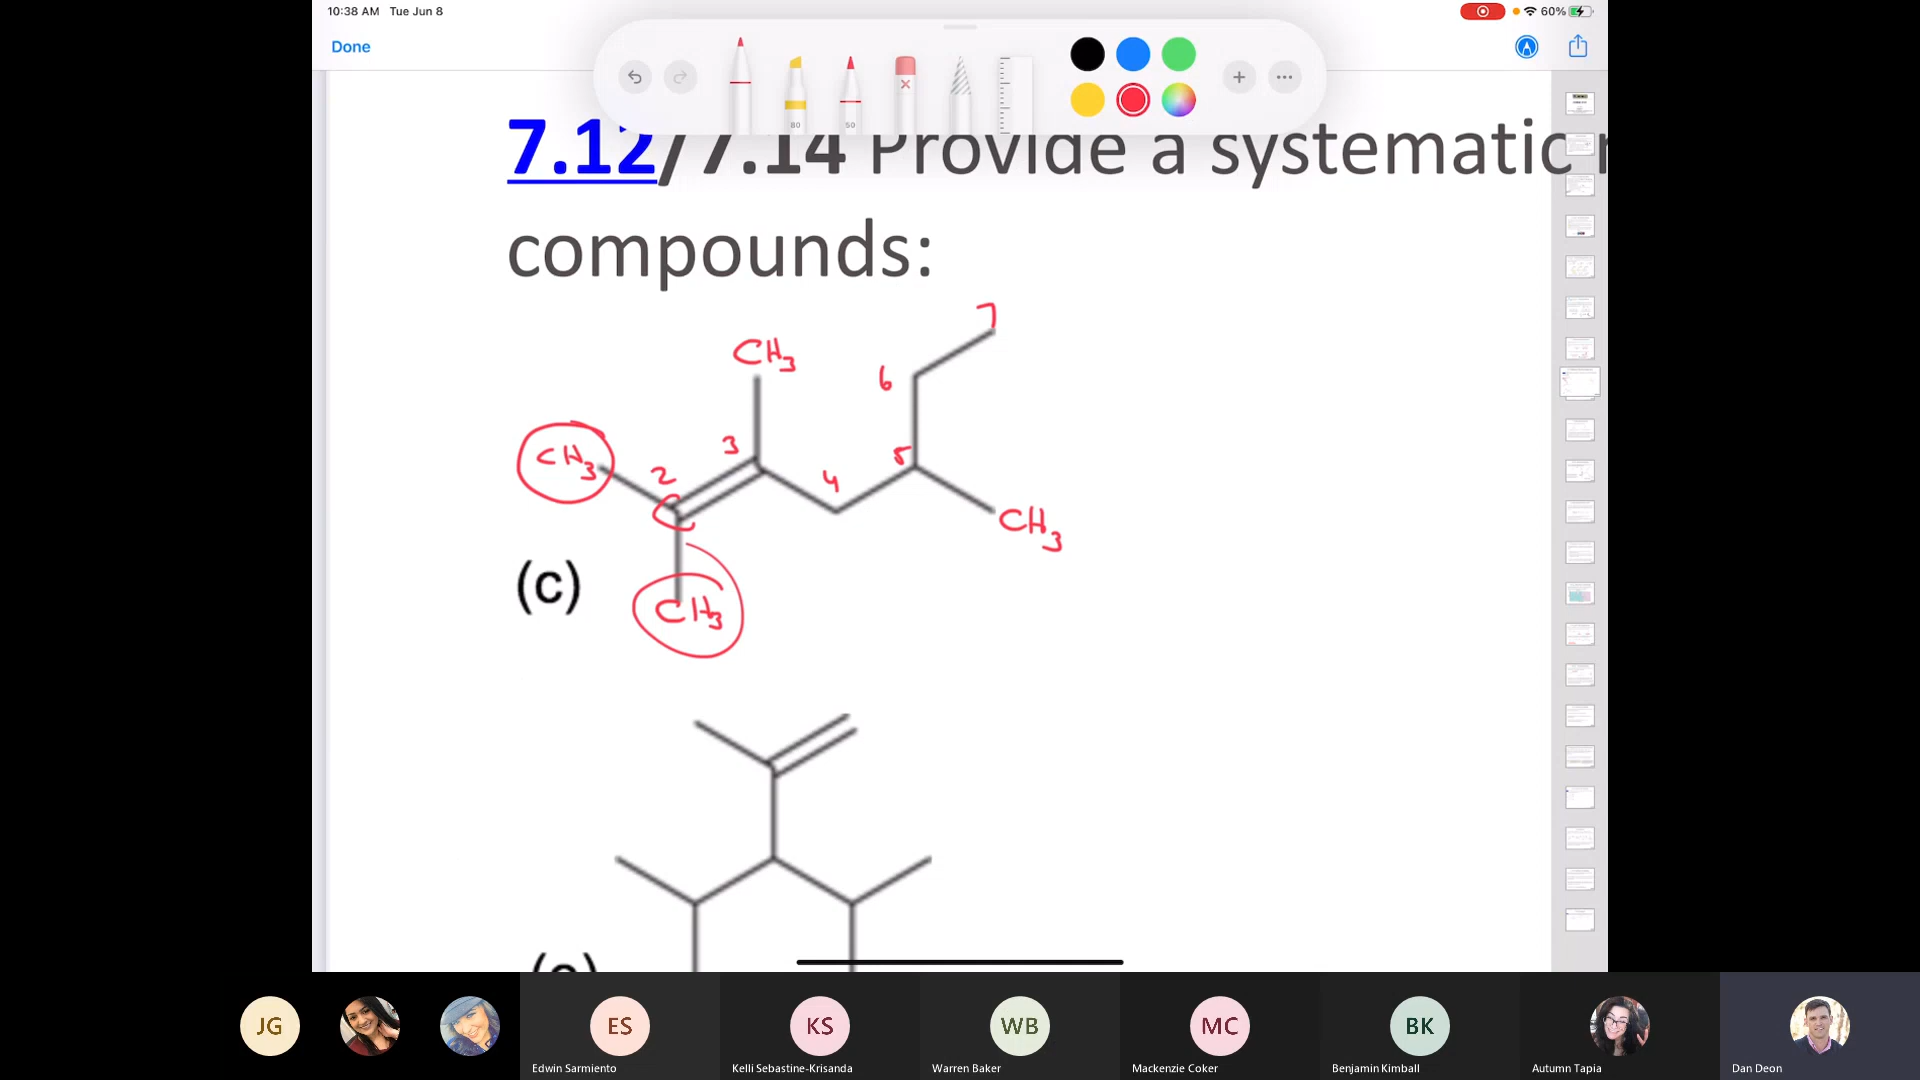 10:38 AM Tue Jun 8
60%
Done
80
50
7.12/7.14 Provide a systematic
compounds:
7
CH3
6
3
CH3
2
5
4
CH3
(c)
CH3
JG
ES
KS
WB
MC
BK
Edwin Sarmiento
Kelli Sebastine-Krisanda
Warren Baker
Mackenzie Coker
Benjamin Kimball
Autumn Tapia
Dan Deon